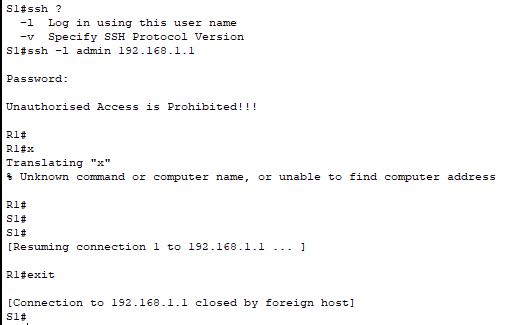 S1#ssh ?
-l Log in using this user name
-v Specify SSH Protocol Version
S1#ssh -l admin 192.168.1.1
Password:
Unauthorised Access is Prohibited!!!
R1#
R1#x
Translating "x"
% Unknown command or computer name, or unable to find computer address
R1#
S1#
S1#
[Resuming connection 1 to 192.168.1.1 ... ]
R1#exit
[Connection to 192.168.1.1 closed by foreign host]
S1#